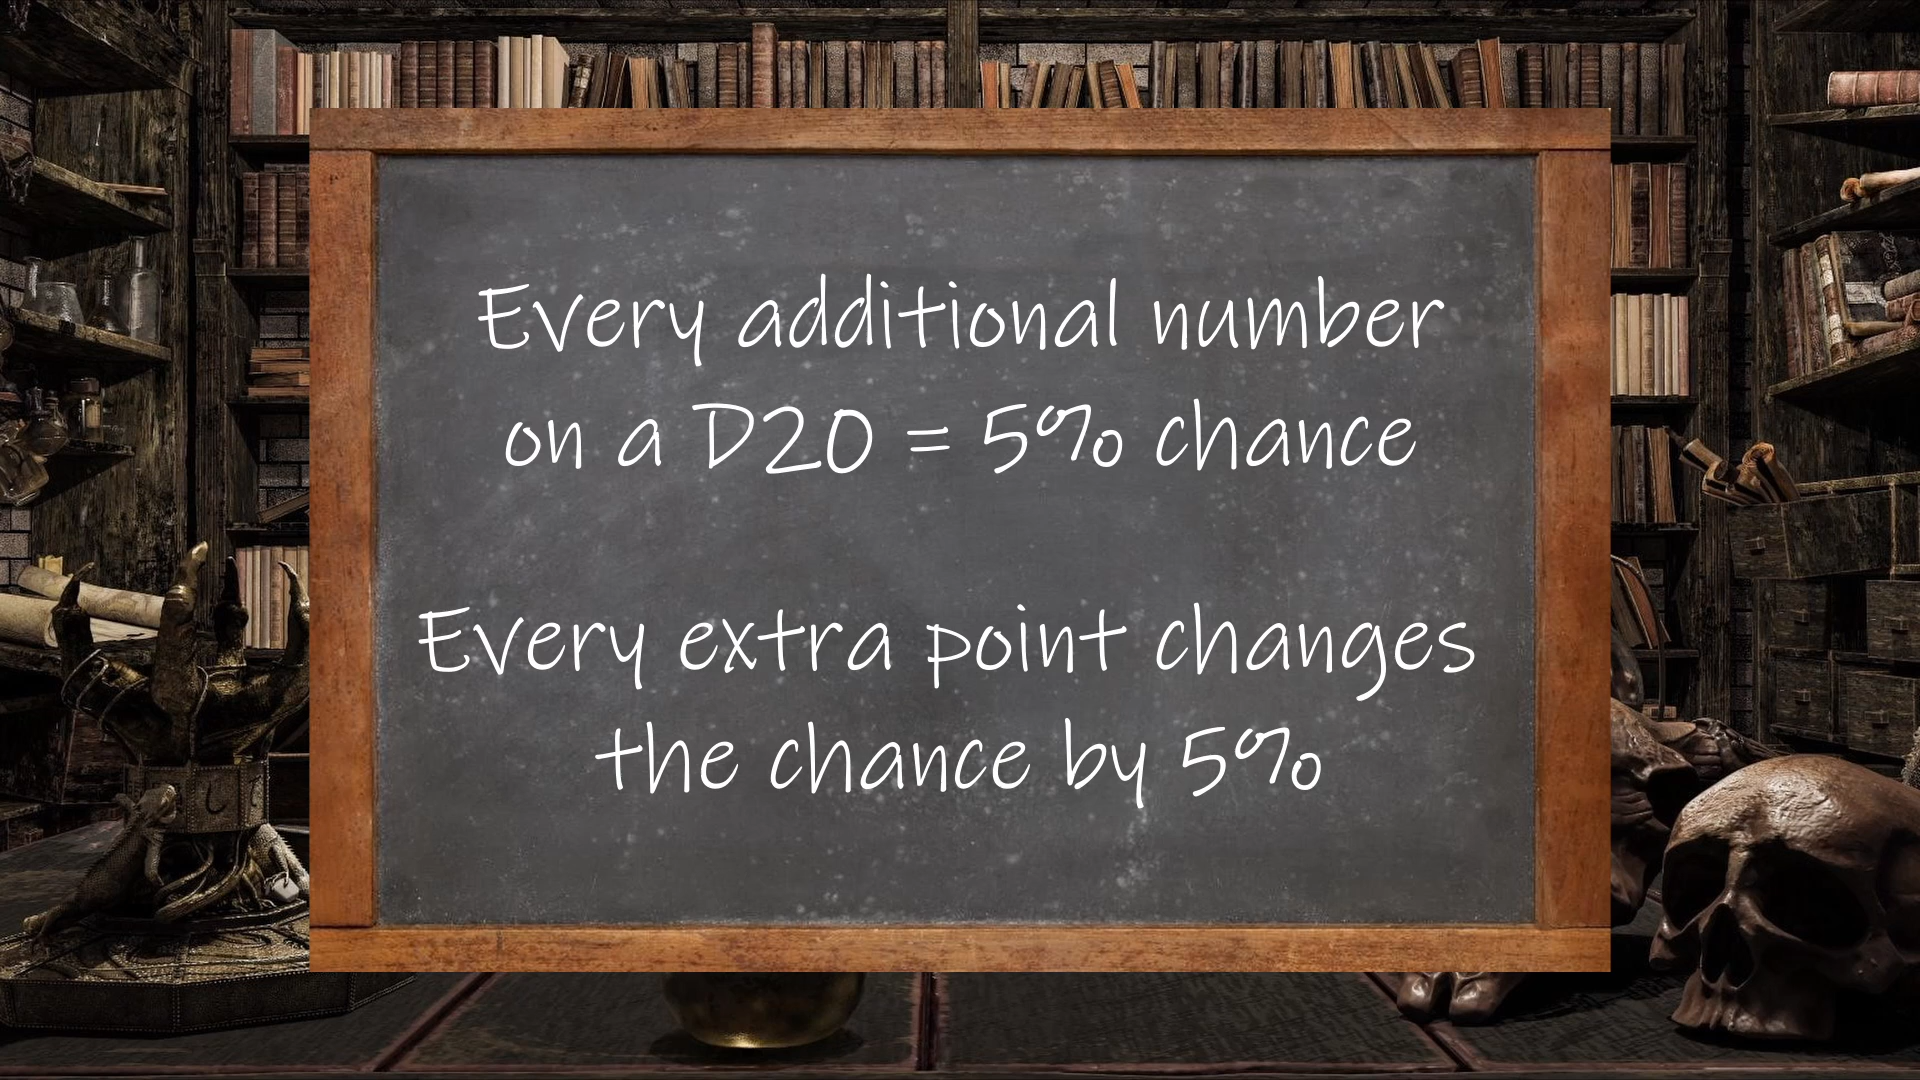 Every additional number
on a D20 = 5% chance
Every extra point changes
the chance by 5%